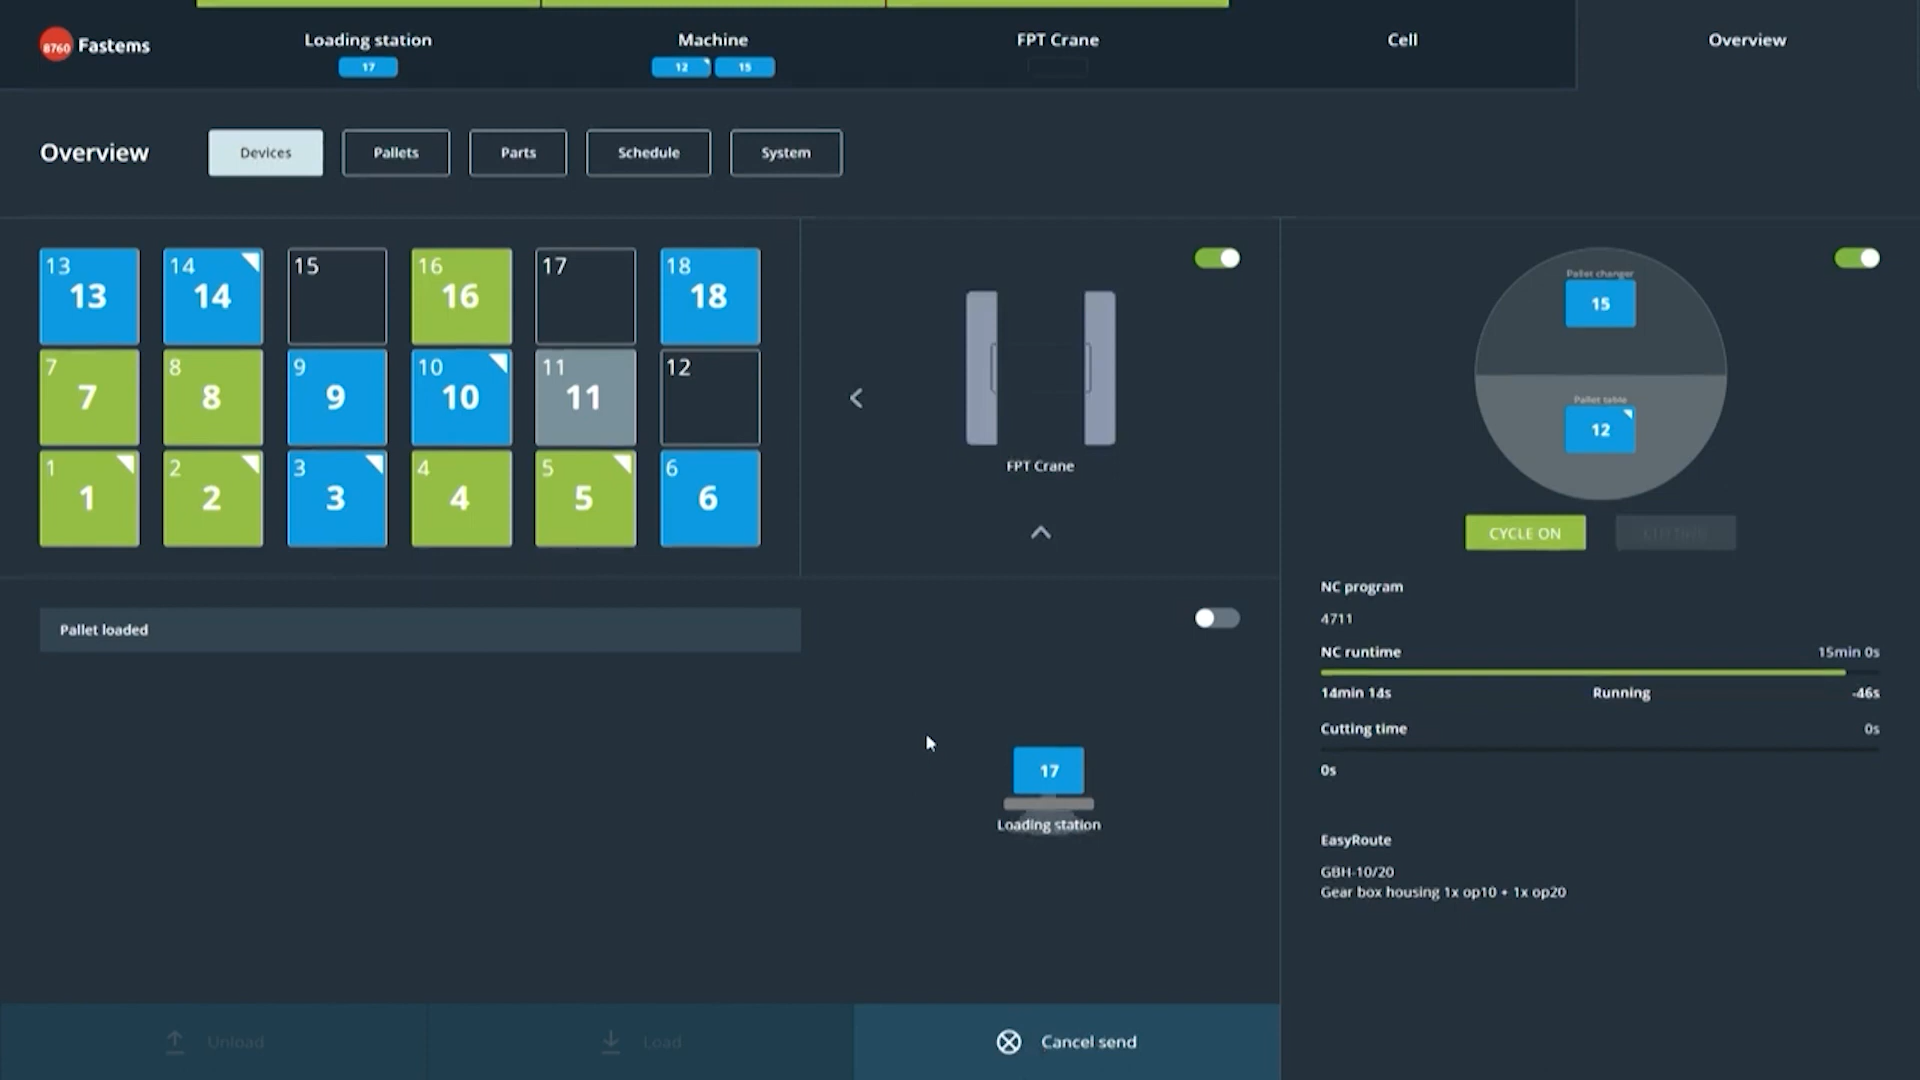 8760 Fastems
Loading station
17
Machine
12 15
FPT Crane
Cell
Overview
Overview
Devices
Pallets
Parts
Schedule
System
13 13
14 14
15
16 16
17
18 18
7 7
8 8
9 9
10 10
11 11
12
1 1
2 2
3 3
4 4
5 5
6 6
FPT Crane
Pallet changer
15
Pallet table
12
CYCLE ON
NC program
4711
NC runtime 15min 0s
14min 14s Running -46s
Cutting time 0s
0s
EasyRoute
GBH-10/20
Gear box housing 1x op10 + 1x op20
Pallet loaded
17
Loading station
Unload
Load
Cancel send